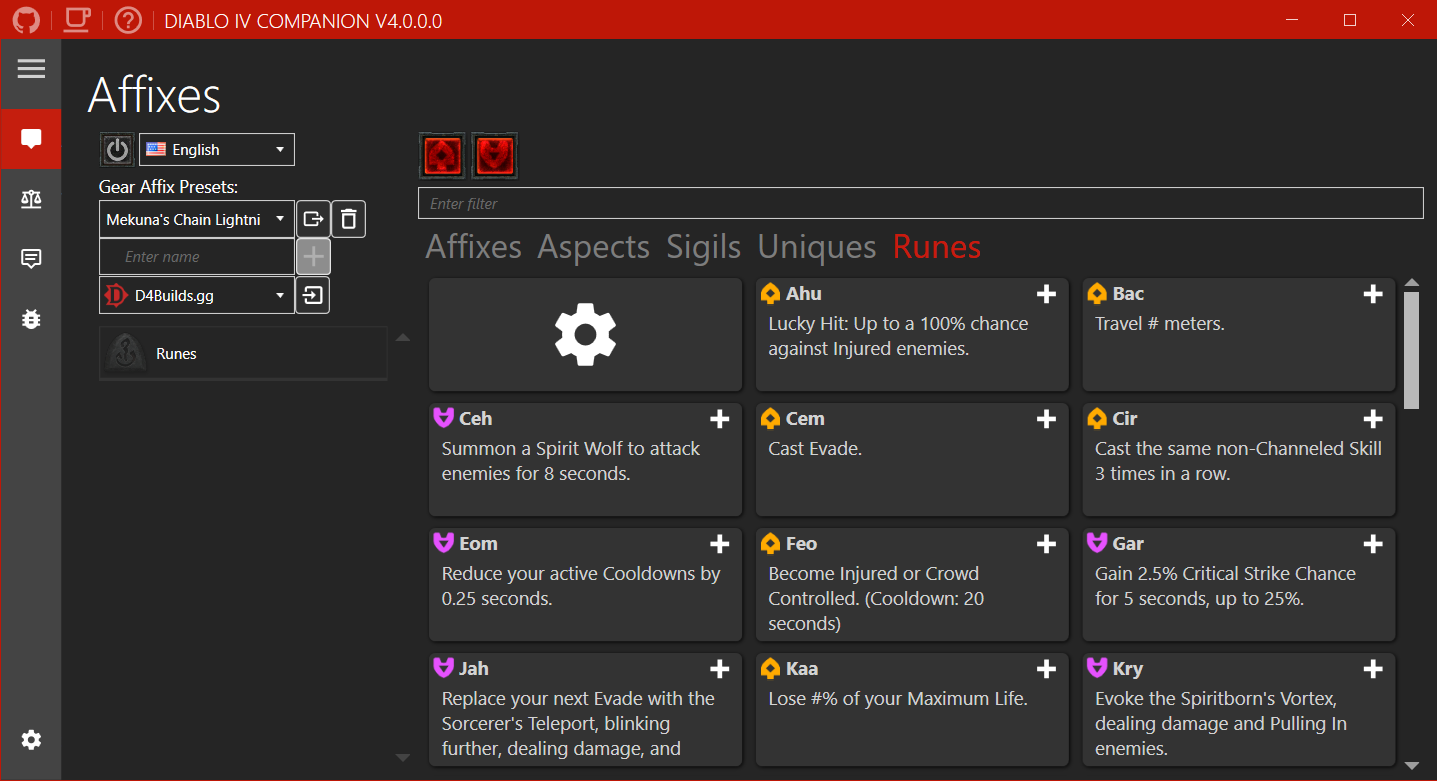 DIABLO IV COMPANION V4.0.0.0
Affixes
English
Gear Affix Presets:
Mekuna's Chain Lightni
Enter name
D4Builds.gg
Runes
Enter filter
Affixes Aspects Sigils Uniques Runes
Ahu
Lucky Hit: Up to a 100% chance
against Injured enemies.
Bac
Travel # meters.
Ceh
Summon a Spirit Wolf to attack
enemies for 8 seconds.
Cem
Cast Evade.
Cir
Cast the same non-Channeled Skill
3 times in a row.
Eom
Reduce your active Cooldowns by
0.25 seconds.
Feo
Become Injured or Crowd
Controlled. (Cooldown: 20
seconds)
Gar
Gain 2.5% Critical Strike Chance
for 5 seconds, up to 25%.
Jah
Replace your next Evade with the
Sorcerer's Teleport, blinking
further, dealing damage, and
Kaa
Lose #% of your Maximum Life.
Kry
Evoke the Spiritborn's Vortex,
dealing damage and Pulling In
enemies.